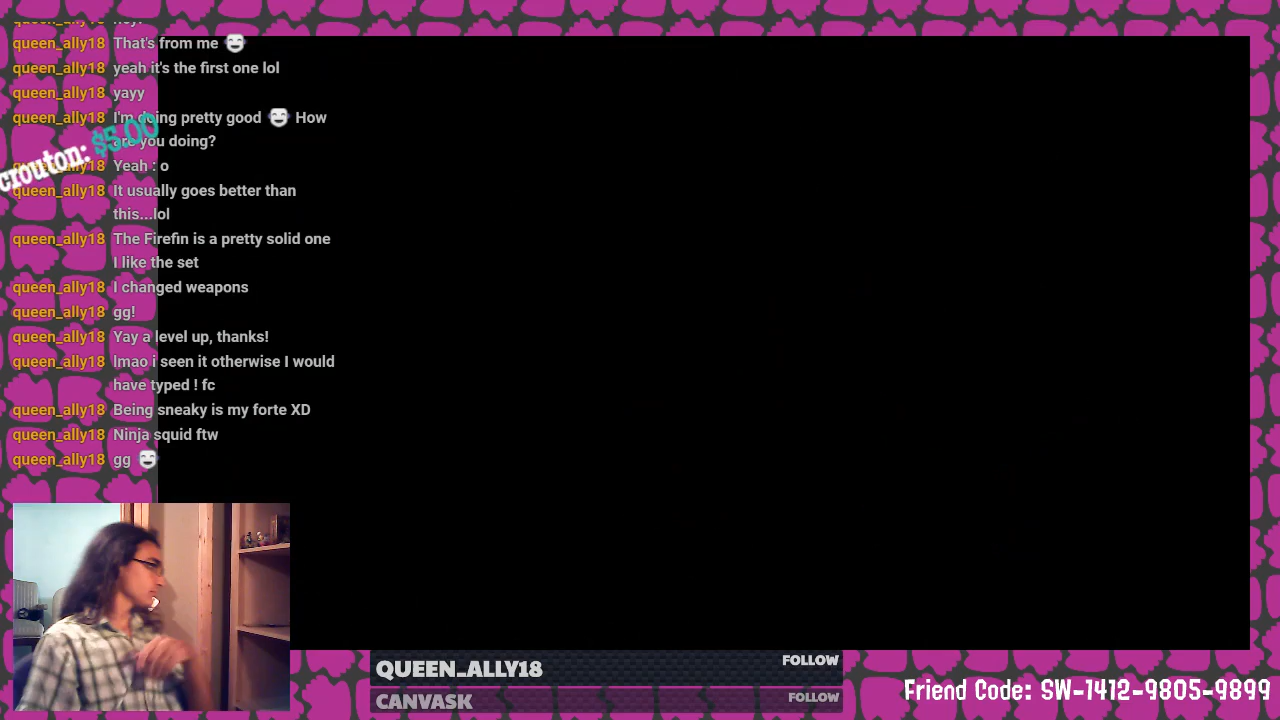 queen_ally18 hey!
queen_ally18 That's from me
queen_ally18 yeah it's the first one lol
queen_ally18 yayy
queen_ally18 I'm doing pretty good How
are you doing?
crouton: $5.00
queen_ally18 Yeah : o
queen_ally18 It usually goes better than
this...lol
queen_ally18 The Firefin is a pretty solid one
I like the set
queen_ally18 I changed weapons
queen_ally18 gg!
queen_ally18 Yay a level up, thanks!
queen_ally18 lmao i seen it otherwise I would
have typed ! fc
queen_ally18 Being sneaky is my forte XD
queen_ally18 Ninja squid ftw
queen_ally18 gg
QUEEN_ALLY18 FOLLOW
CANVASK FOLLOW
Friend Code: SW-1412-9805-9899